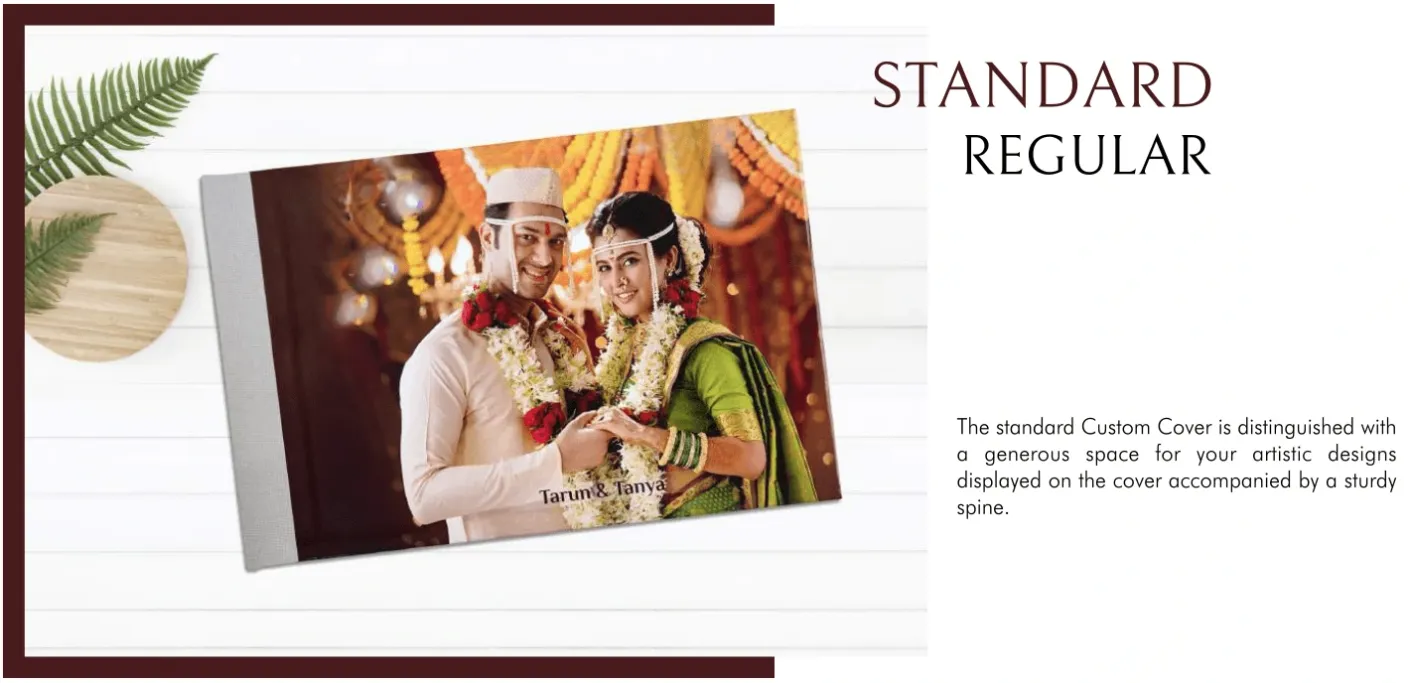 STANDARD
REGULAR
Tarun & Tanya
The standard Custom Cover is distinguished with
a generous space for your artistic designs
displayed on the cover accompanied by a sturdy
spine.